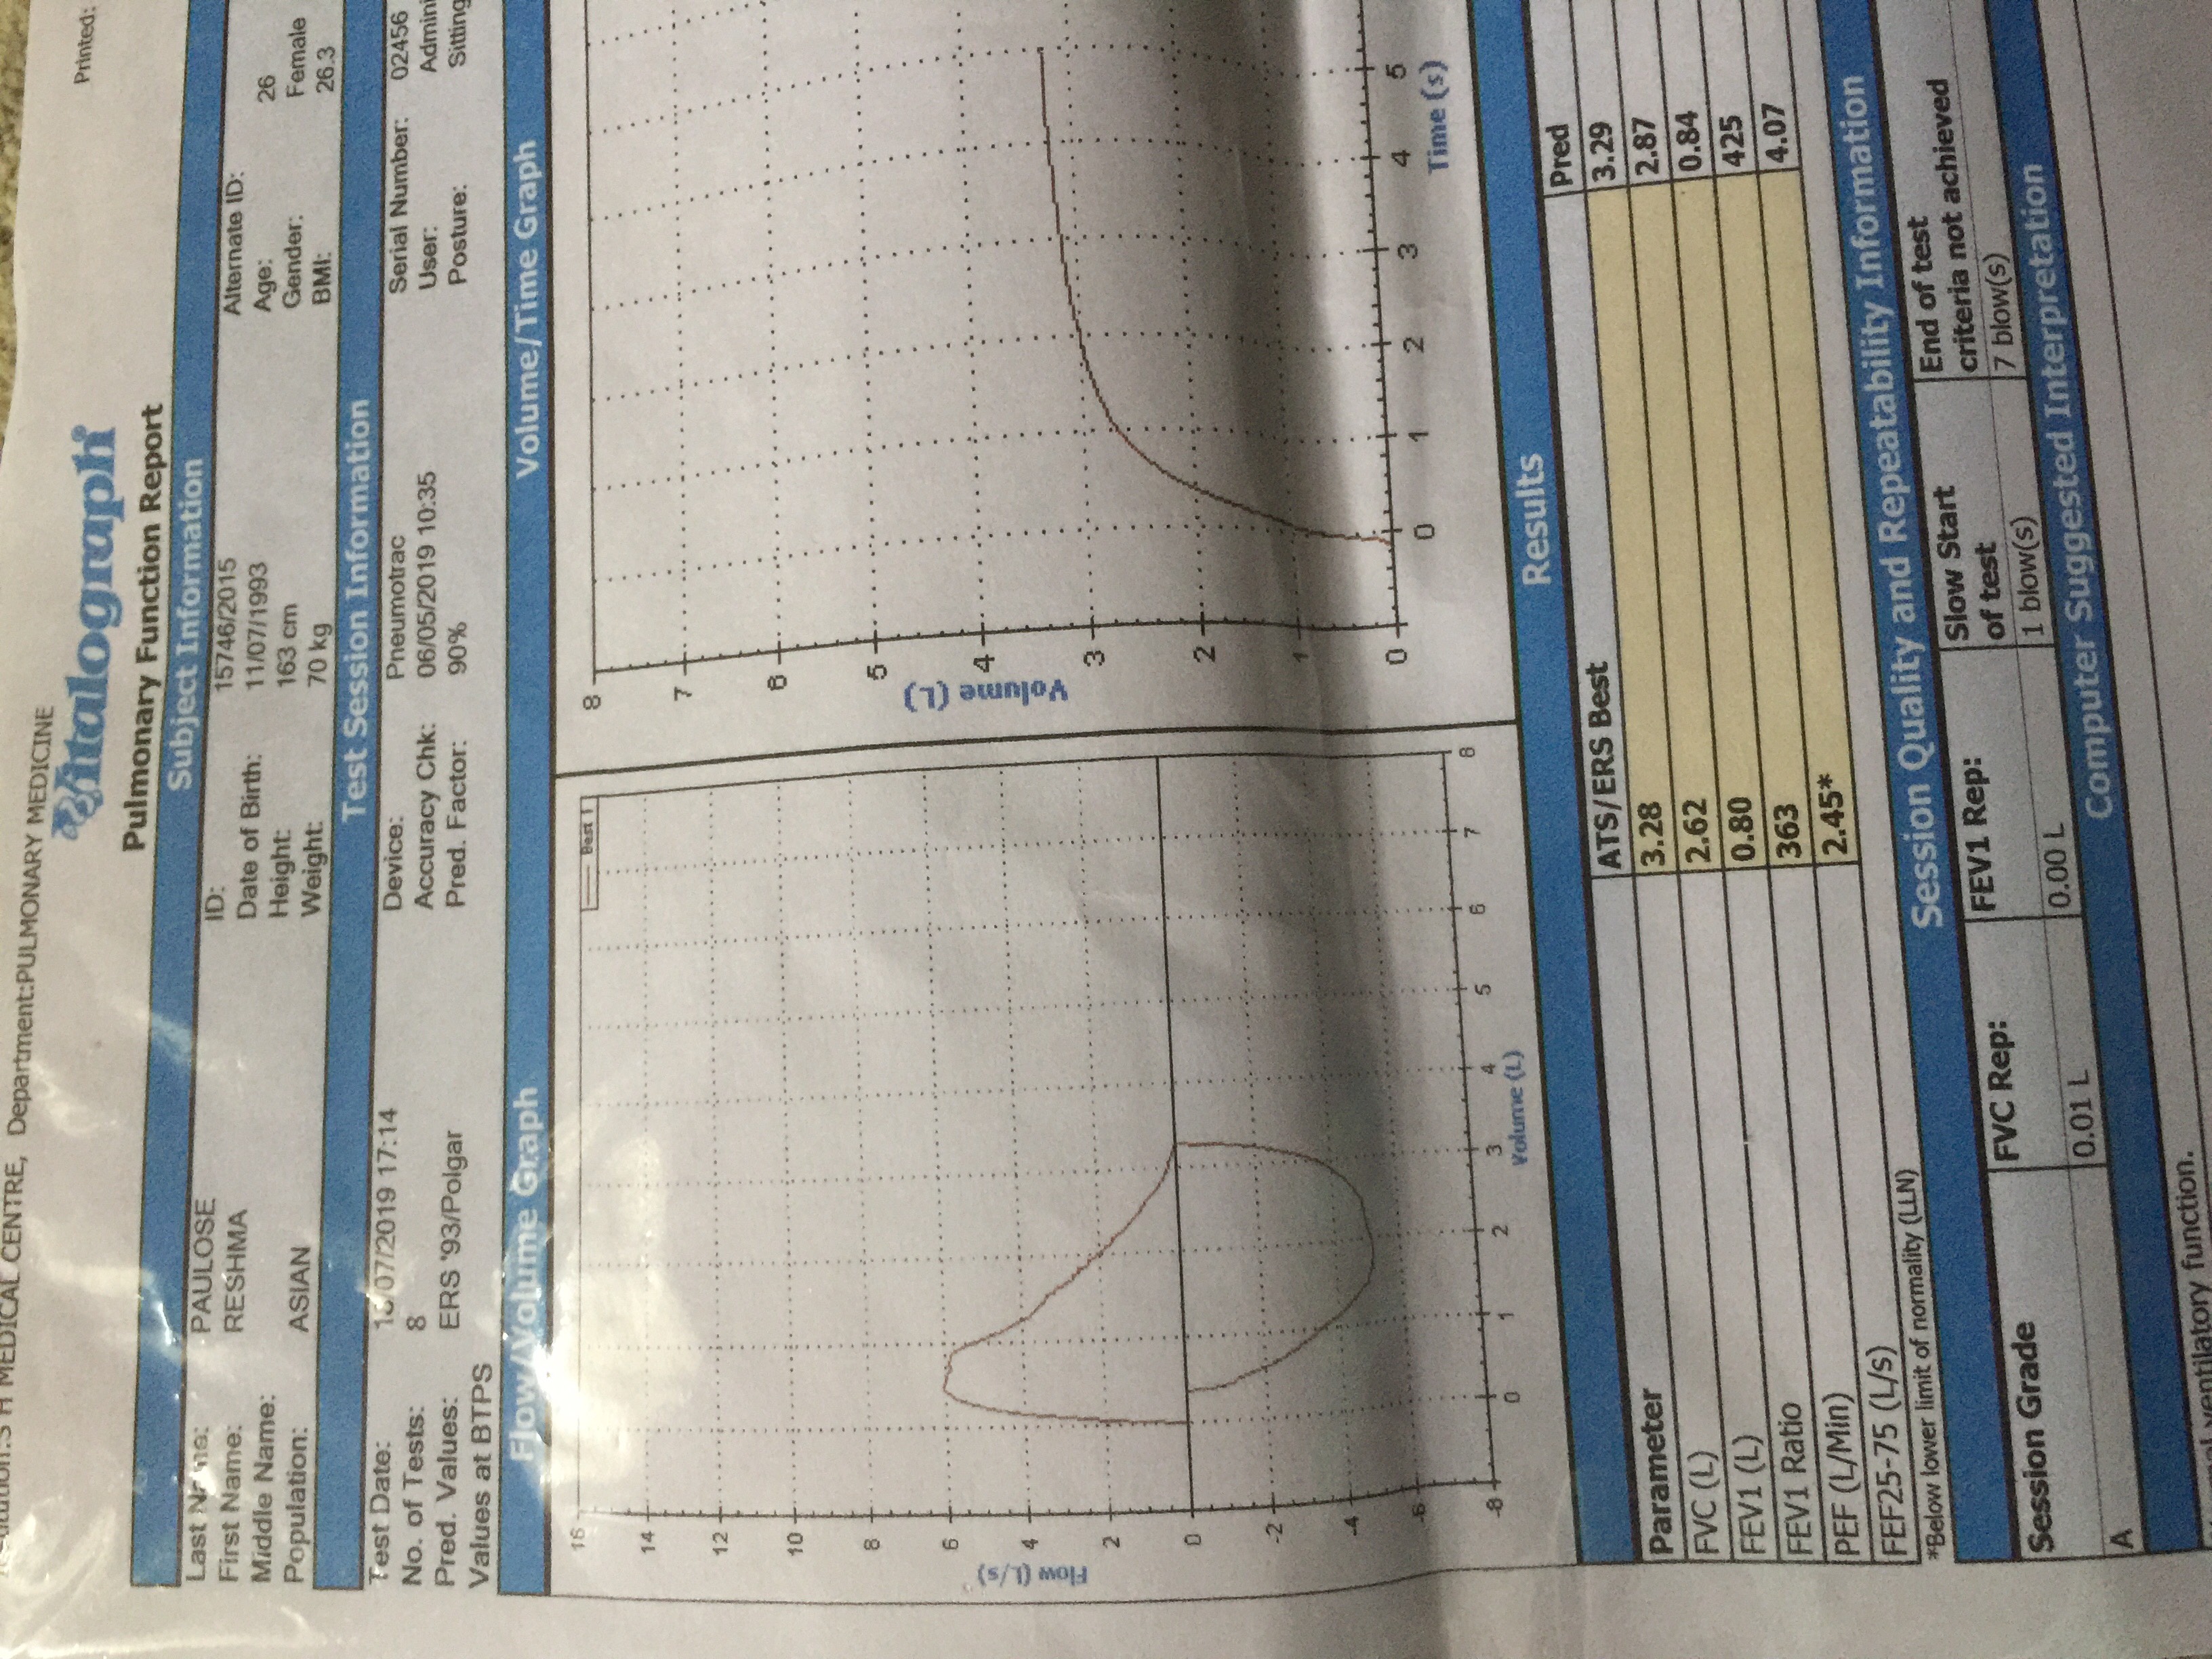 H MEDICAL CENTRE, Department:PULMONARY MEDICINE
Vitalograph®
Printed:
Pulmonary Function Report
Subject Information
Last Name: PAULOSE ID: 15746/2015 Alternate ID:
First Name: RESHMA Date of Birth: 11/07/1993 Age: 26
Middle Name: Height: 163 cm Gender: Female
Population: ASIAN Weight: 70 kg BMI: 26.3
Test Session Information
Test Date: /07/2019 17:14 Device: Pneumotrac Serial Number: 02456
No. of Tests: 8 Accuracy Chk: 06/05/2019 10:35 User: Admini
Pred. Values: ERS '93/Polgar Pred. Factor: 90% Posture: Sitting
Values at BTPS
Flow/Volume Graph Volume/Time Graph
Best 1
16
14
12
10
8
6
4
2
0
-2
-4
-6
-8
Flow (L/s)
0 1 2 3 4 5 6 7 8
Volume (L)
8
7
6
5
4
3
2
1
0
Volume (L)
0 1 2 3 4 5
Time (s)
Results
Parameter ATS/ERS Best Pred
FVC (L) 3.28 3.29
FEV1 (L) 2.62 2.87
FEV1 Ratio 0.80 0.84
PEF (L/Min) 363 425
FEF25-75 (L/s) 2.45* 4.07
*Below lower limit of normality (LLN)
Session Quality and Repeatability Information
Session Grade FVC Rep: FEV1 Rep: Slow Start of test End of test criteria not achieved
A 0.01 L 0.00 L 1 blow(s) 7 blow(s)
Computer Suggested Interpretation
ventilatory function.